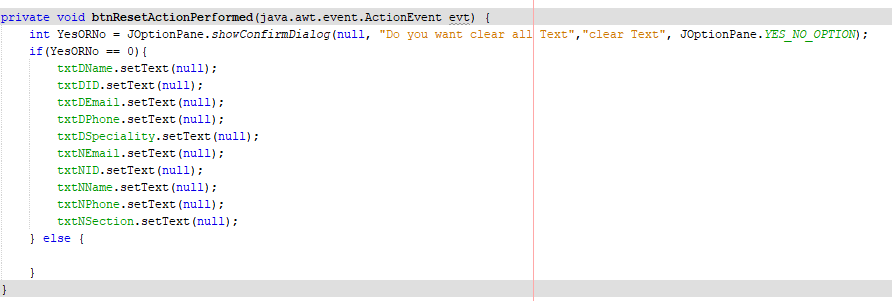 private void btnResetActionPerformed(java.awt.event.ActionEvent evt) {
int YesORNo = JOptionPane.showConfirmDialog(null, "Do you want clear all Text","clear Text", JOptionPane.YES_NO_OPTION);
if(YesORNo == 0){
txtDName.setText(null);
txtDID.setText(null);
txtDEmail.setText(null);
txtDPhone.setText(null);
txtDSpeciality.setText(null);
txtNEmail.setText(null);
txtNID.setText(null);
txtNName.setText(null);
txtNPhone.setText(null);
txtNSection.setText(null);
} else {
}
}